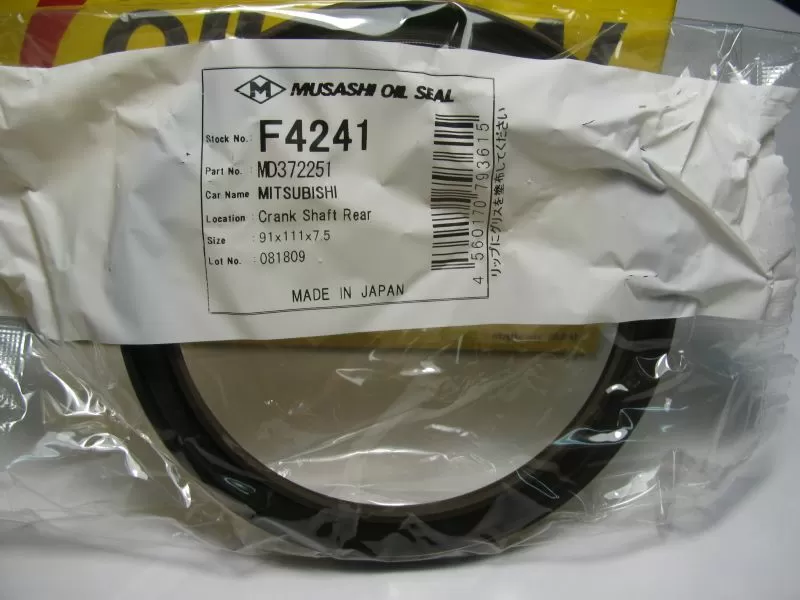 M MUSASHI OIL SEAL
Stock No. : F4241
Part No. : MD372251
Car Name : MITSUBISHI
Location : Crank Shaft Rear
Size : 91x111x7.5
Lot No. : 081809
MADE IN JAPAN
4 560170 793615
リップにグリスを塗布してください